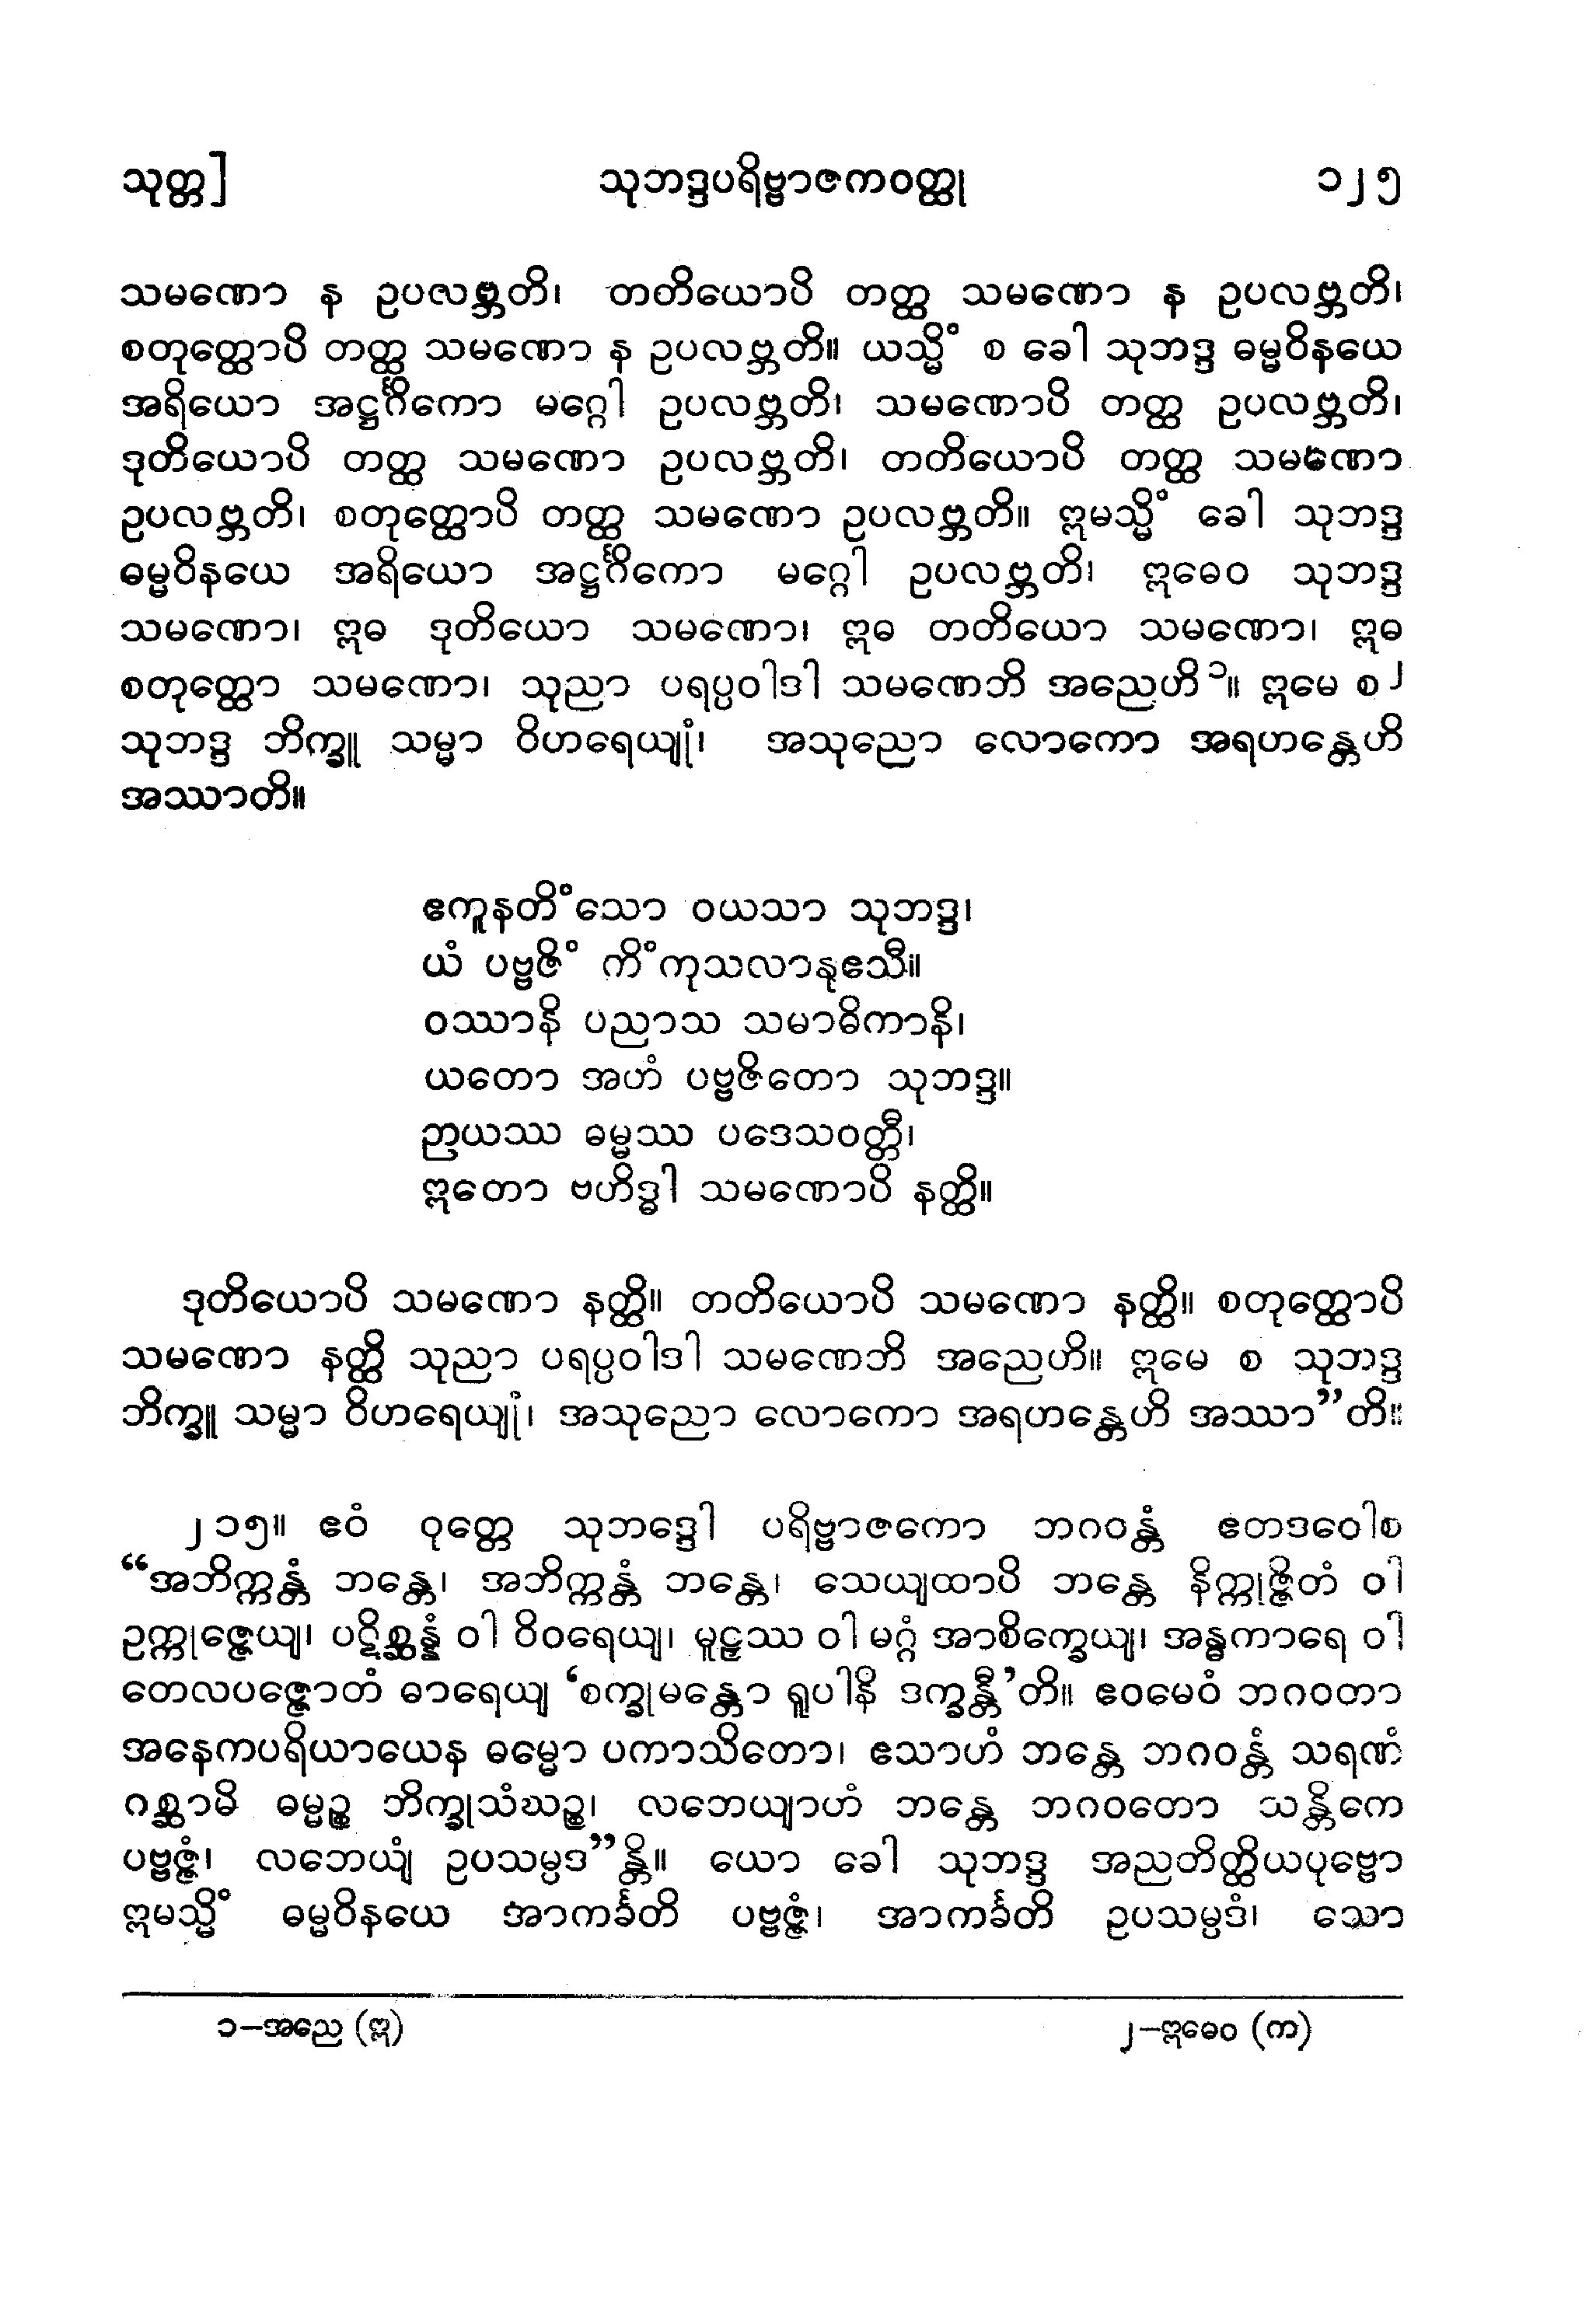 သုတ္တ]
သုဘဒ္ဒပရိဗ္ဗာဇကဝတ္ထု
၁၂၅
သမဏော န ဥပလဗ္ဘတိ၊ တတိယောပိ တတ္ထ သမဏော န ဥပလဗ္ဘတိ၊
စတုတ္ထောပိ တတ္ထ သမဏော န ဥပလဗ္ဘတိ။ ယသ္မိံ စ ခေါ သုဘဒ္ဒ ဓမ္မဝိနယေ
အရိယော အဋ္ဌင်္ဂိကော မဂ္ဂေါ ဥပလဗ္ဘတိ၊ သမဏောပိ တတ္ထ ဥပလဗ္ဘတိ၊
ဒုတိယောပိ တတ္ထ သမဏော ဥပလဗ္ဘတိ၊ တတိယောပိ တတ္ထ သမဏော
ဥပလဗ္ဘတိ၊ စတုတ္ထောပိ တတ္ထ သမဏော ဥပလဗ္ဘတိ။ ဣမသ္မိံ ခေါ သုဘဒ္ဒ
ဓမ္မဝိနယေ အရိယော အဋ္ဌင်္ဂိကော မဂ္ဂေါ ဥပလဗ္ဘတိ၊ ဣဓေဝ သုဘဒ္ဒ
သမဏော၊ ဣဓ ဒုတိယော သမဏော၊ ဣဓ တတိယော သမဏော၊ ဣဓ
စတုတ္ထော သမဏော၊ သုညာ ပရပ္ပဝါဒါ သမဏေဘိ အညေဟိ၁။ ဣမေ စ၂
သုဘဒ္ဒ ဘိက္ခူ သမ္မာ ဝိဟရေယျုံ၊ အသုညော လောကော အရဟန္တေဟိ
အဿာတိ။
ဧကူနတိံသော ဝယသာ သုဘဒ္ဒ၊
ယံ ပဗ္ဗဇိံ ကိံကုသလာနုဧသီ။
ဝဿာနိ ပညာသ သမာဓိကာနိ၊
ယတော အဟံ ပဗ္ဗဇိတော သုဘဒ္ဒ။
ဉာယဿ ဓမ္မဿ ပဒေသဝတ္တီ၊
ဣတော ဗဟိဒ္ဓါ သမဏောပိ နတ္ထိ။
ဒုတိယောပိ သမဏော နတ္ထိ။ တတိယောပိ သမဏော နတ္ထိ။ စတုတ္ထောပိ
သမဏော နတ္ထိ သုညာ ပရပ္ပဝါဒါ သမဏေဘိ အညေဟိ။ ဣမေ စ သုဘဒ္ဒ
ဘိက္ခူ သမ္မာ ဝိဟရေယျုံ၊ အသုညော လောကော အရဟန္တေဟိ အဿာ”တိ။
၂၁၅။ ဧဝံ ဝုတ္တေ သုဘဒ္ဒေါ ပရိဗ္ဗာဇကော ဘဂဝန္တံ ဧတဒဝေါစ
“အဘိက္ကန္တံ ဘန္တေ၊ အဘိက္ကန္တံ ဘန္တေ၊ သေယျထာပိ ဘန္တေ နိက္ကုဇ္ဇိတံ ဝါ
ဥက္ကုဇ္ဇေယျ၊ ပဋိစ္ဆန္နံ ဝါ ဝိဝရေယျ၊ မူဠှဿ ဝါ မဂ္ဂံ အာစိက္ခေယျ၊ အန္ဓကာရေ ဝါ
တေလပဇ္ဇောတံ ဓာရေယျ ‘စက္ခုမန္တော ရူပါနိ ဒက္ခန္တီ’တိ။ ဧဝမေဝံ ဘဂဝတာ
အနေကပရိယာယေန ဓမ္မော ပကာသိတော၊ ဧသာဟံ ဘန္တေ ဘဂဝန္တံ သရဏံ
ဂစ္ဆာမိ ဓမ္မဉ္စ ဘိက္ခုသံဃဉ္စ၊ လဘေယျာဟံ ဘန္တေ ဘဂဝတော သန္တိကေ
ပဗ္ဗဇ္ဇံ၊ လဘေယျံ ဥပသမ္ပဒ”န္တိ။ ယော ခေါ သုဘဒ္ဒ အညတိတ္ထိယပုဗ္ဗော
ဣမသ္မိံ ဓမ္မဝိနယေ အာကင်္ခတိ ပဗ္ဗဇ္ဇံ၊ အာကင်္ခတိ ဥပသမ္ပဒံ၊ သော
၁–အညေ (ဣ)
၂–ဣဓေဝ (က)